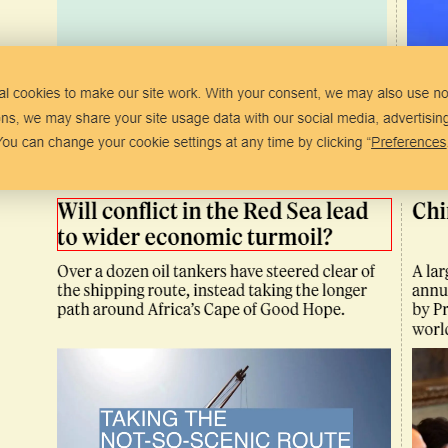 al cookies to make our site work. With your consent, we may also use no
ns, we may share your site usage data with our social media, advertising
You can change your cookie settings at any time by clicking “Preferences
Will conflict in the Red Sea lead
to wider economic turmoil?
Over a dozen oil tankers have steered clear of
the shipping route, instead taking the longer
path around Africa’s Cape of Good Hope.
TAKING THE
NOT-SO-SCENIC ROUTE
Chi
A lar
annu
by Pr
worl